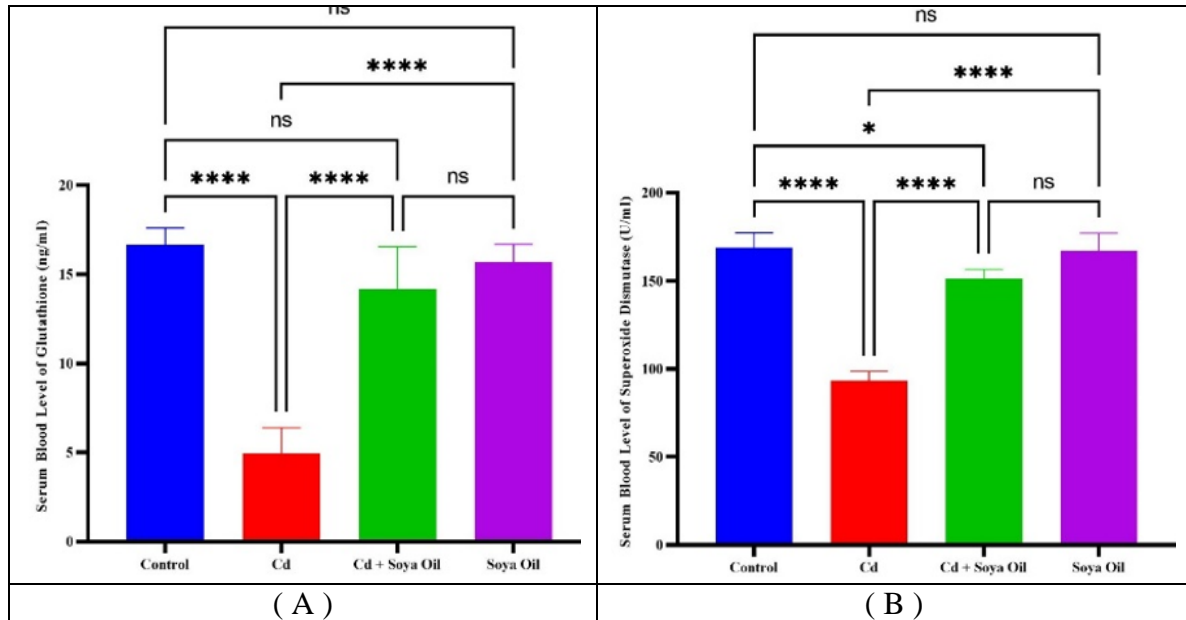 ns
****
ns
****
****
ns
Serum Blood Level of Glutathione (ng/ml)
20
15
10
5
0
Control
Cd
Cd + Soya Oil
Soya Oil
( A )
ns
****
*
****
****
ns
Serum Blood Level of Superoxide Dismutase (U/ml)
200
150
100
50
0
Control
Cd
Cd + Soya Oil
Soya Oil
( B )